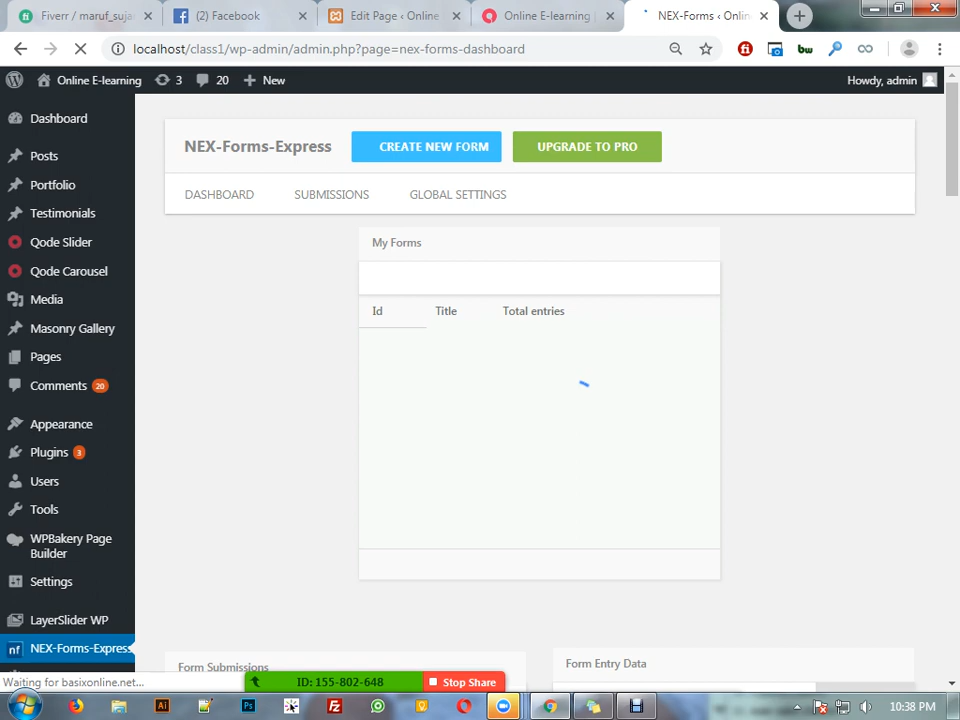 Fiverr / maruf_suja
(2) Facebook
Edit Page ‹ Online
Online E-learning
NEX-Forms ‹ Onlin
localhost/class1/wp-admin/admin.php?page=nex-forms-dashboard
Online E-learning
3
20
New
Howdy, admin
Dashboard
Posts
Portfolio
Testimonials
Qode Slider
Qode Carousel
Media
Masonry Gallery
Pages
Comments 20
Appearance
Plugins 3
Users
Tools
WPBakery Page
Builder
Settings
LayerSlider WP
nf NEX-Forms-Express
NEX-Forms-Express
CREATE NEW FORM
UPGRADE TO PRO
DASHBOARD
SUBMISSIONS
GLOBAL SETTINGS
My Forms
Id
Title
Total entries
Form Submissions
Form Entry Data
Waiting for basixonline.net...
ID: 155-802-648
Stop Share
10:38 PM